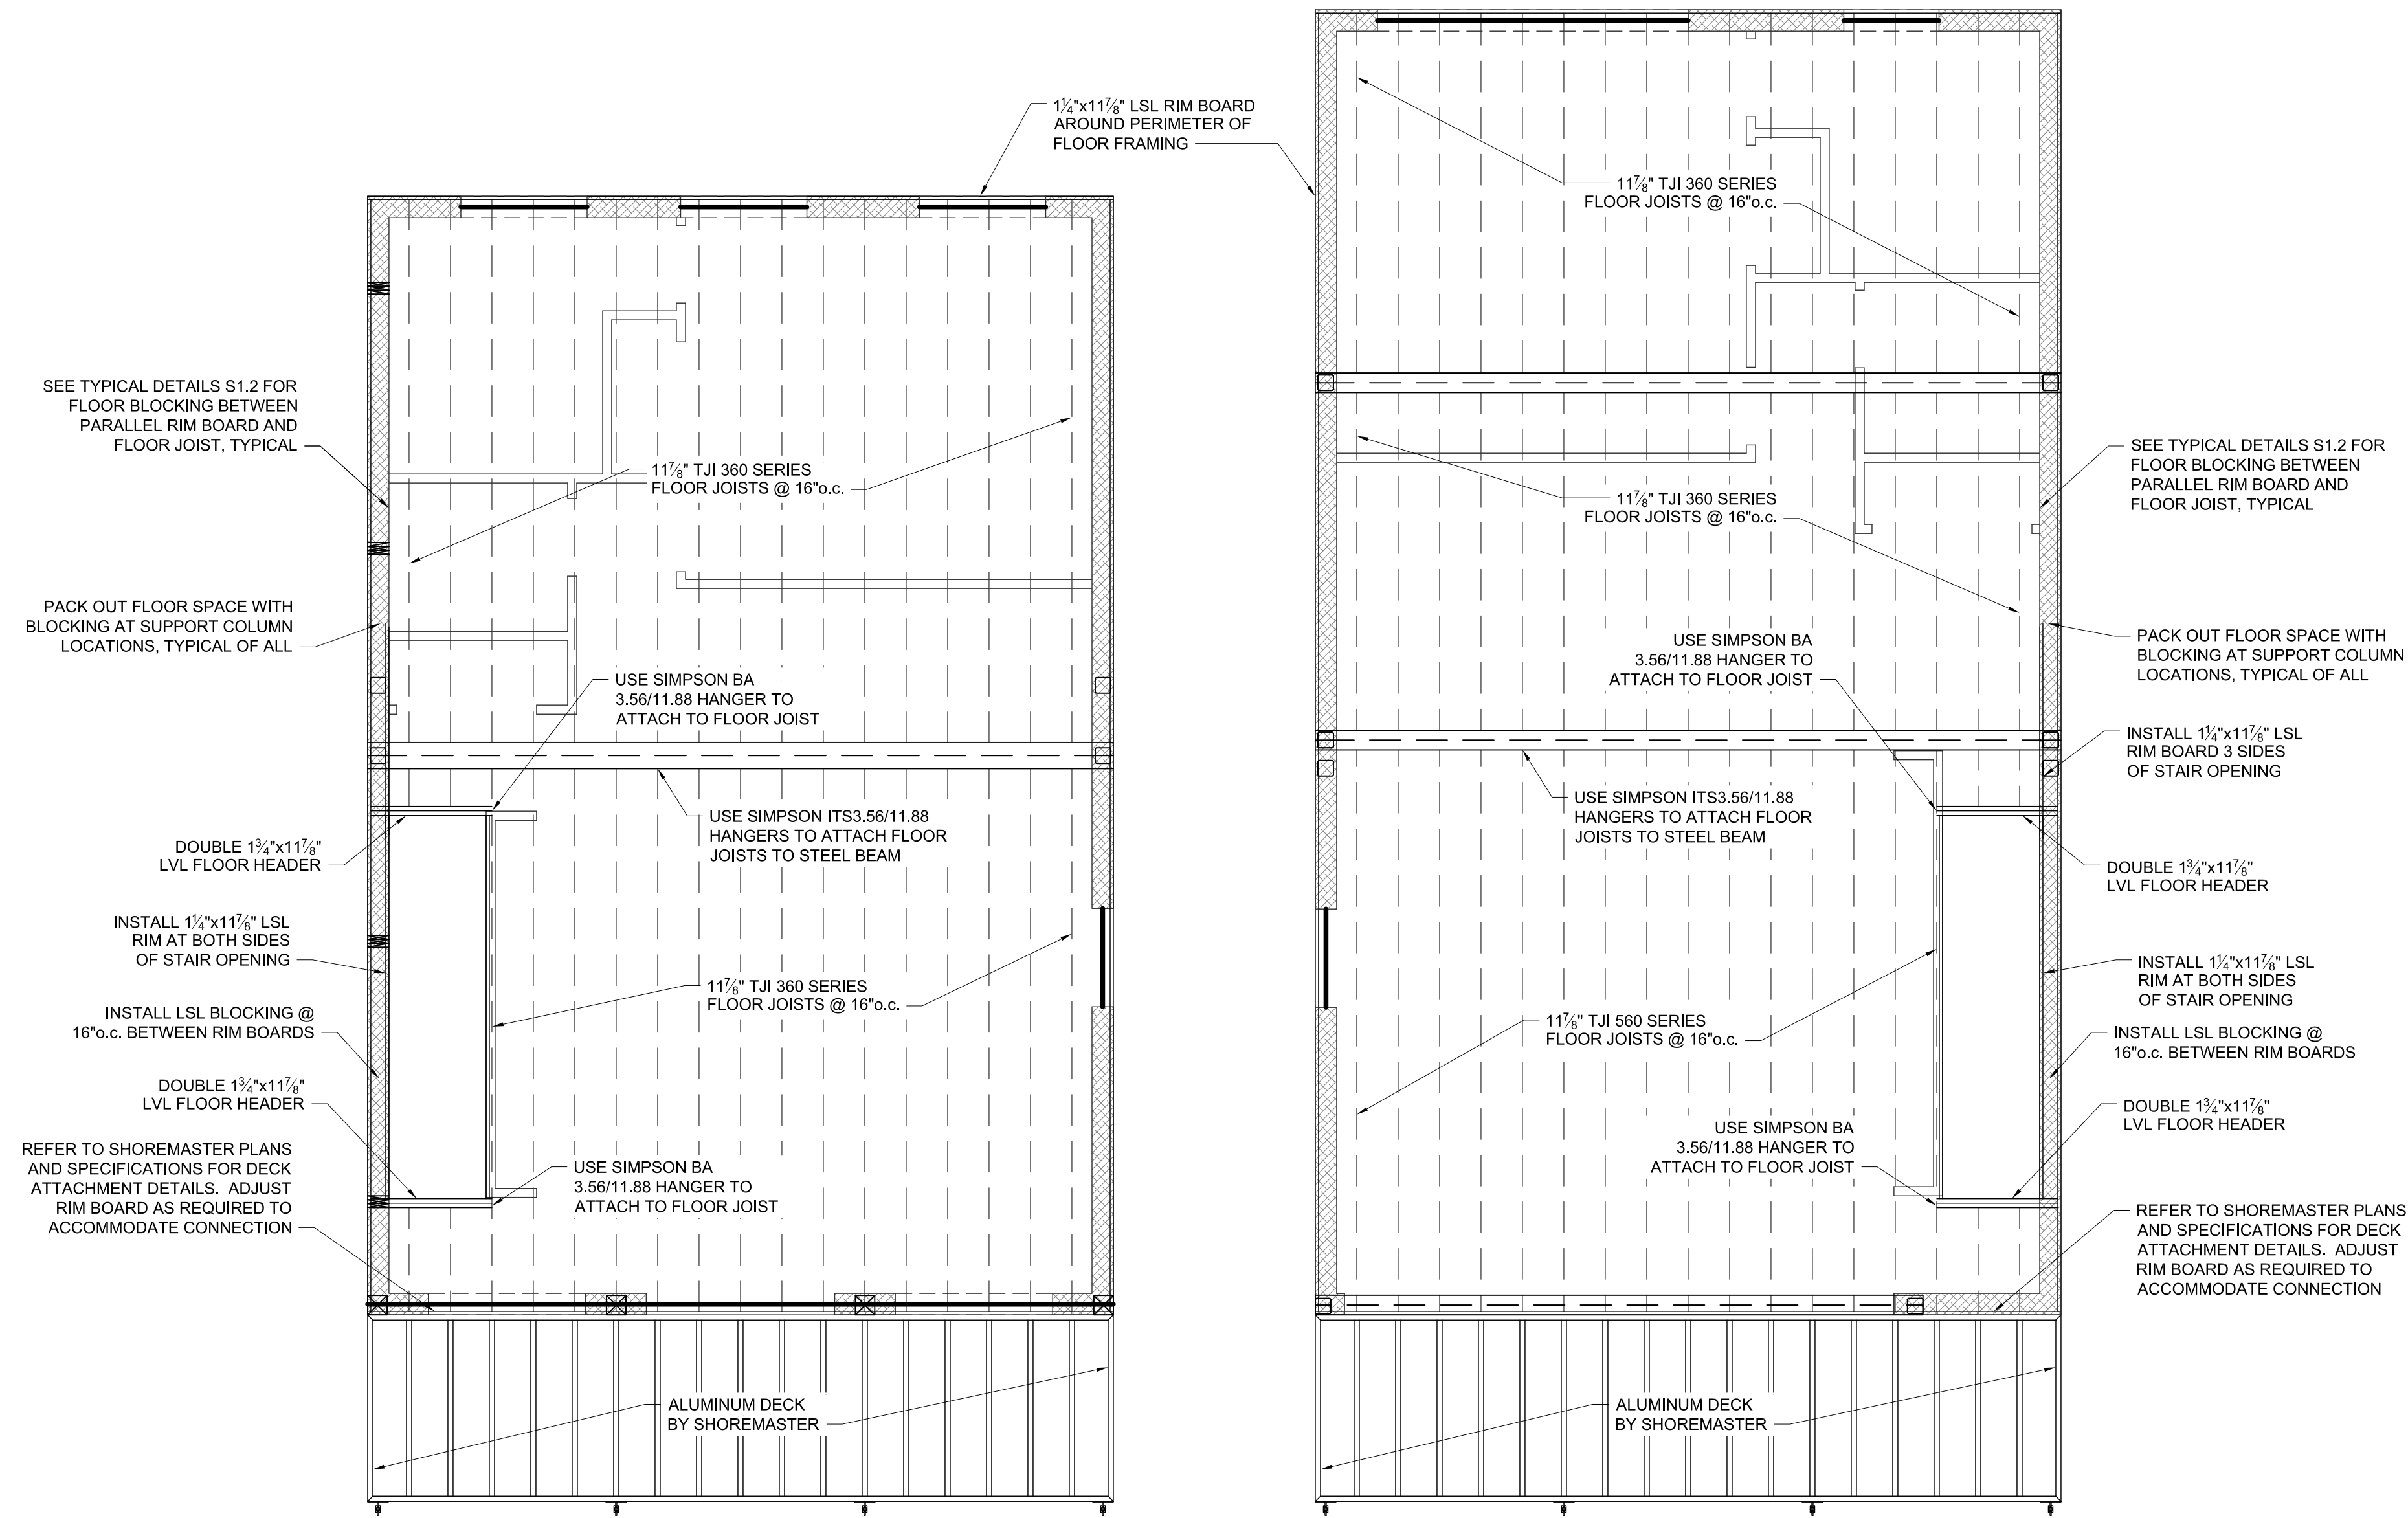 1¼"x11⅞" LSL RIM BOARD
AROUND PERIMETER OF
FLOOR FRAMING
SEE TYPICAL DETAILS S1.2 FOR
FLOOR BLOCKING BETWEEN
PARALLEL RIM BOARD AND
FLOOR JOIST, TYPICAL
11⅞" TJI 360 SERIES
FLOOR JOISTS @ 16"o.c.
PACK OUT FLOOR SPACE WITH
BLOCKING AT SUPPORT COLUMN
LOCATIONS, TYPICAL OF ALL
USE SIMPSON BA
3.56/11.88 HANGER TO
ATTACH TO FLOOR JOIST
USE SIMPSON ITS3.56/11.88
HANGERS TO ATTACH FLOOR
JOISTS TO STEEL BEAM
DOUBLE 1¾"x11⅞"
LVL FLOOR HEADER
INSTALL 1¼"x11⅞" LSL
RIM AT BOTH SIDES
OF STAIR OPENING
11⅞" TJI 360 SERIES
FLOOR JOISTS @ 16"o.c.
INSTALL LSL BLOCKING @
16"o.c. BETWEEN RIM BOARDS
DOUBLE 1¾"x11⅞"
LVL FLOOR HEADER
REFER TO SHOREMASTER PLANS
AND SPECIFICATIONS FOR DECK
ATTACHMENT DETAILS. ADJUST
RIM BOARD AS REQUIRED TO
ACCOMMODATE CONNECTION
USE SIMPSON BA
3.56/11.88 HANGER TO
ATTACH TO FLOOR JOIST
ALUMINUM DECK
BY SHOREMASTER
11⅞" TJI 360 SERIES
FLOOR JOISTS @ 16"o.c.
11⅞" TJI 360 SERIES
FLOOR JOISTS @ 16"o.c.
SEE TYPICAL DETAILS S1.2 FOR
FLOOR BLOCKING BETWEEN
PARALLEL RIM BOARD AND
FLOOR JOIST, TYPICAL
USE SIMPSON BA
3.56/11.88 HANGER TO
ATTACH TO FLOOR JOIST
PACK OUT FLOOR SPACE WITH
BLOCKING AT SUPPORT COLUMN
LOCATIONS, TYPICAL OF ALL
INSTALL 1¼"x11⅞" LSL
RIM BOARD 3 SIDES
OF STAIR OPENING
USE SIMPSON ITS3.56/11.88
HANGERS TO ATTACH FLOOR
JOISTS TO STEEL BEAM
DOUBLE 1¾"x11⅞"
LVL FLOOR HEADER
INSTALL 1¼"x11⅞" LSL
RIM AT BOTH SIDES
OF STAIR OPENING
11⅞" TJI 560 SERIES
FLOOR JOISTS @ 16"o.c.
INSTALL LSL BLOCKING @
16"o.c. BETWEEN RIM BOARDS
DOUBLE 1¾"x11⅞"
LVL FLOOR HEADER
USE SIMPSON BA
3.56/11.88 HANGER TO
ATTACH TO FLOOR JOIST
REFER TO SHOREMASTER PLANS
AND SPECIFICATIONS FOR DECK
ATTACHMENT DETAILS. ADJUST
RIM BOARD AS REQUIRED TO
ACCOMMODATE CONNECTION
ALUMINUM DECK
BY SHOREMASTER